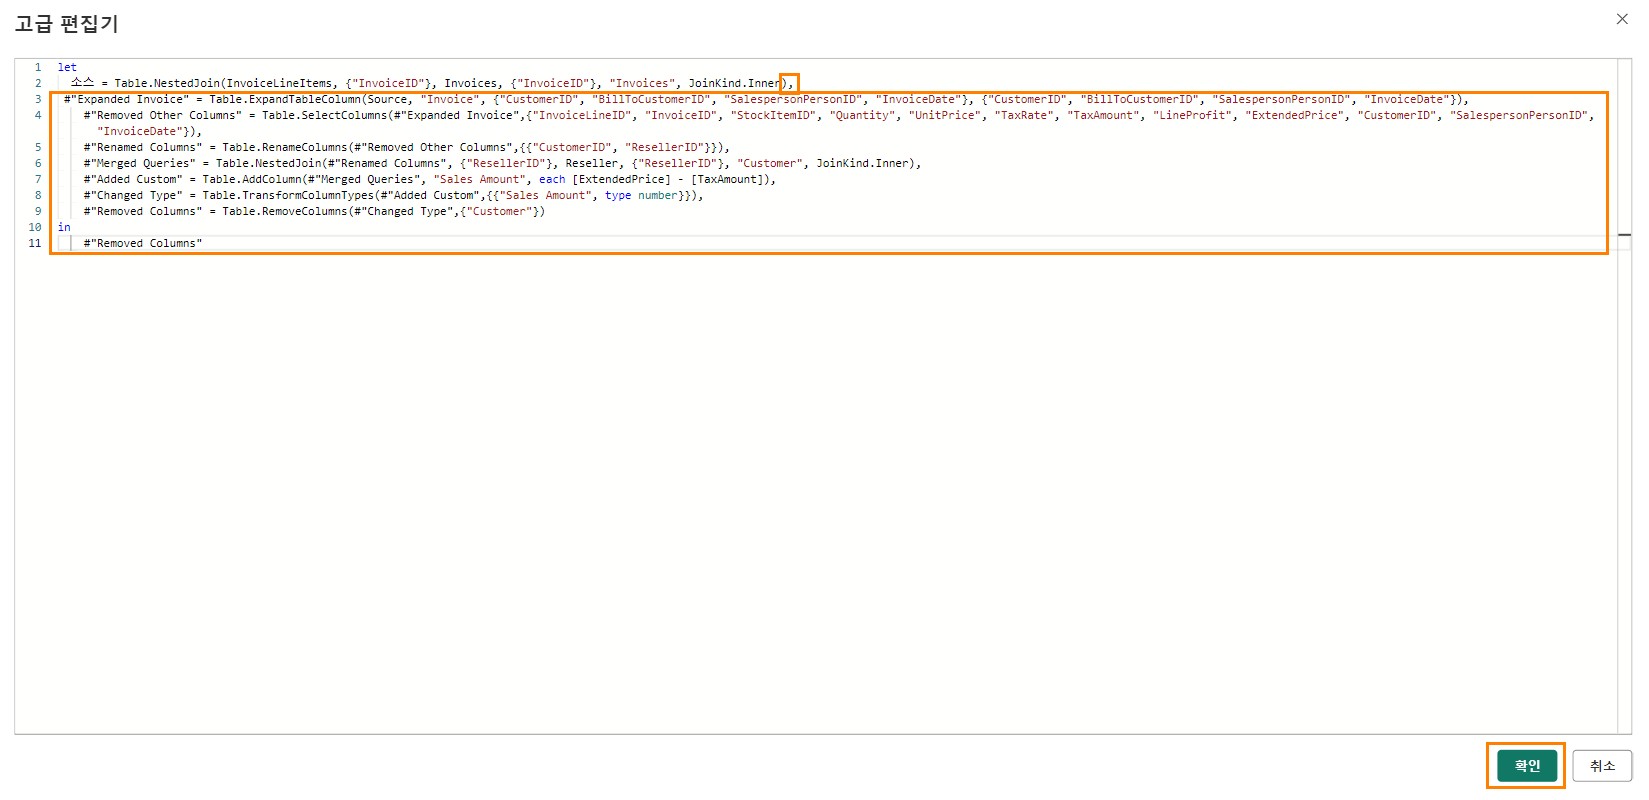 고급 편집기
1 let
2 소스 = Table.NestedJoin(InvoiceLineItems, {"InvoiceID"}, Invoices, {"InvoiceID"}, "Invoices", JoinKind.Inner),
3 #"Expanded Invoice" = Table.ExpandTableColumn(Source, "Invoice", {"CustomerID", "BillToCustomerID", "SalespersonPersonID", "InvoiceDate"}, {"CustomerID", "BillToCustomerID", "SalespersonPersonID", "InvoiceDate"}),
4 #"Removed Other Columns" = Table.SelectColumns(#"Expanded Invoice",{"InvoiceLineID", "InvoiceID", "StockItemID", "Quantity", "UnitPrice", "TaxRate", "TaxAmount", "LineProfit", "ExtendedPrice", "CustomerID", "SalespersonPersonID",
"InvoiceDate"}),
5 #"Renamed Columns" = Table.RenameColumns(#"Removed Other Columns",{{"CustomerID", "ResellerID"}}),
6 #"Merged Queries" = Table.NestedJoin(#"Renamed Columns", {"ResellerID"}, Reseller, {"ResellerID"}, "Customer", JoinKind.Inner),
7 #"Added Custom" = Table.AddColumn(#"Merged Queries", "Sales Amount", each [ExtendedPrice] - [TaxAmount]),
8 #"Changed Type" = Table.TransformColumnTypes(#"Added Custom",{{"Sales Amount", type number}}),
9 #"Removed Columns" = Table.RemoveColumns(#"Changed Type",{"Customer"})
10 in
11 #"Removed Columns"
확인 취소